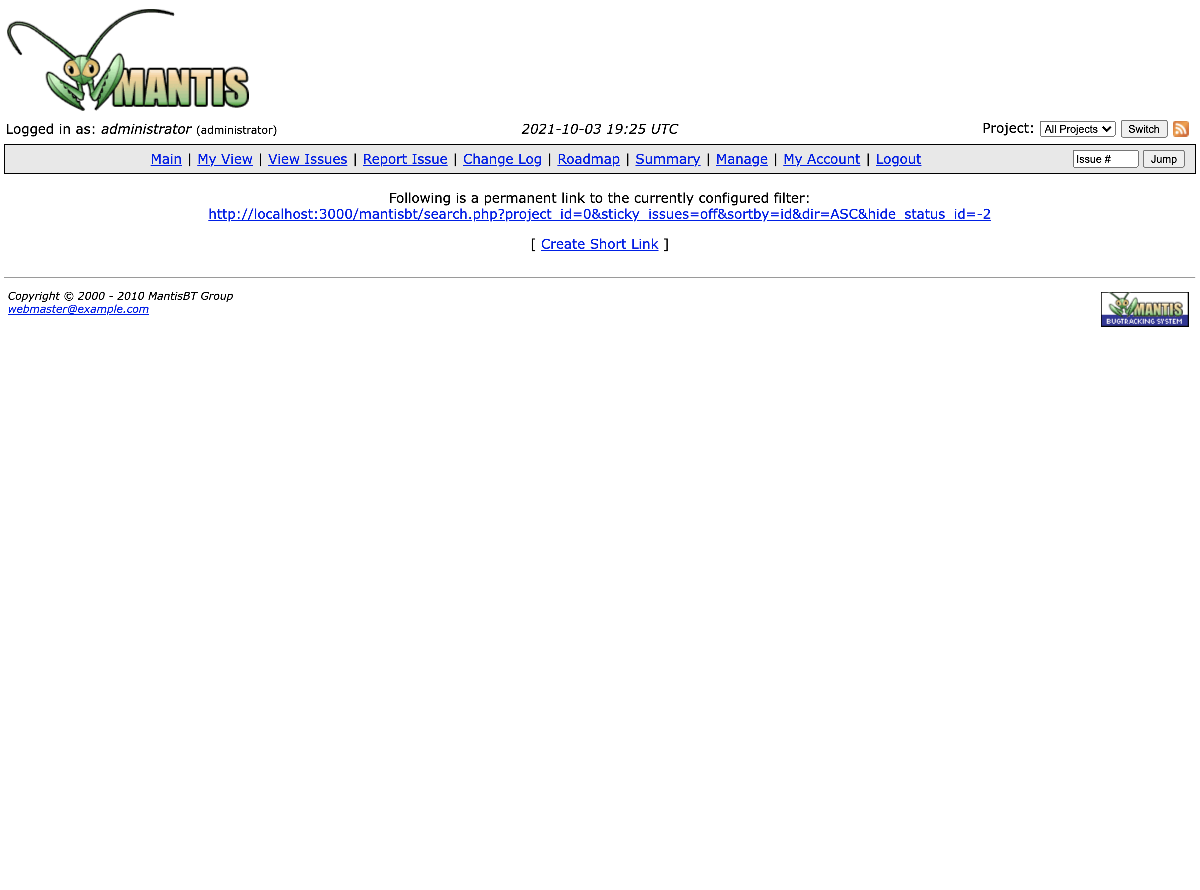 MANTIS
Logged in as: administrator (administrator)
2021-10-03 19:25 UTC
Project: All Projects Switch
Main | My View | View Issues | Report Issue | Change Log | Roadmap | Summary | Manage | My Account | Logout
Issue # Jump
Following is a permanent link to the currently configured filter:
http://localhost:3000/mantisbt/search.php?project_id=0&sticky_issues=off&sortby=id&dir=ASC&hide_status_id=-2
[ Create Short Link ]
Copyright © 2000 - 2010 MantisBT Group
webmaster@example.com
MANTIS
BUGTRACKING SYSTEM